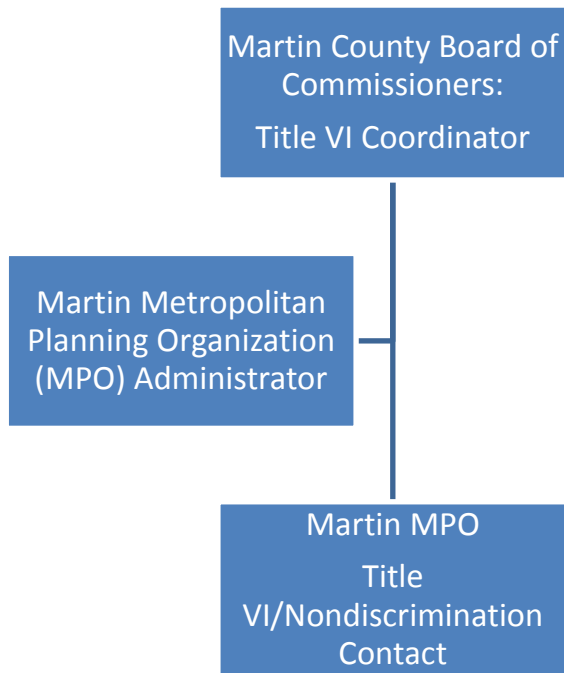 Martin County Board of
Commissioners:
Title VI Coordinator
Martin Metropolitan
Planning Organization
(MPO) Administrator
Martin MPO
Title
VI/Nondiscrimination
Contact